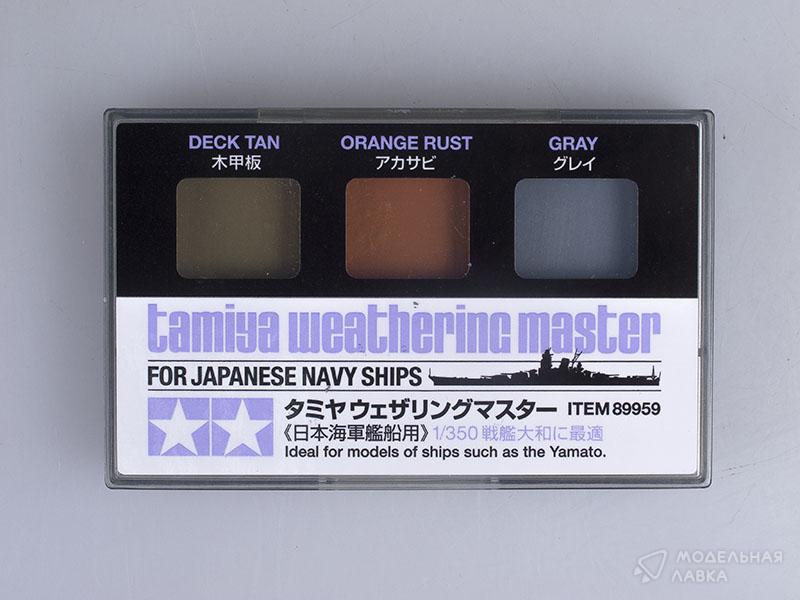 DECK TAN
木甲板
ORANGE RUST
アカサビ
GRAY
グレイ
tamiya weathering master
FOR JAPANESE NAVY SHIPS
タミヤ ウェザリングマスター ITEM 89959
《日本海軍艦船用》1/350 戦艦大和に最適
Ideal for models of ships such as the Yamato.
МОДЕЛЬНАЯ
ЛАВКА